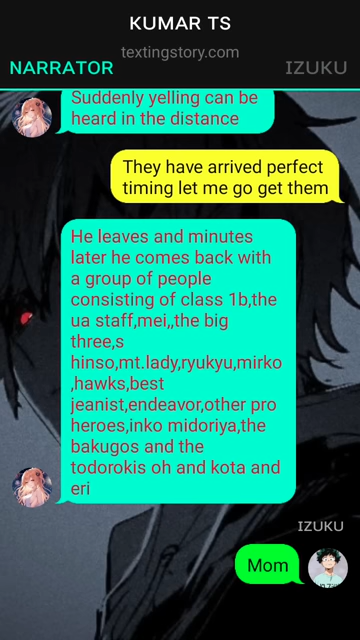 KUMAR TS
textingstory.com
NARRATOR
IZUKU
Suddenly yelling can be
heard in the distance
They have arrived perfect
timing let me go get them
He leaves and minutes
later he comes back with
a group of people
consisting of class 1b,the
ua staff,mei,,the big
three,s
hinso,mt.lady,ryukyu,mirko
,hawks,best
jeanist,endeavor,other pro
heroes,inko midoriya,the
bakugos and the
todorokis oh and kota and
eri
IZUKU
Mom